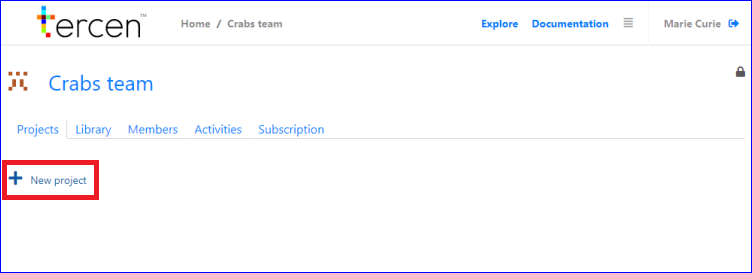 tercen™ Home / Crabs team Explore Documentation Marie Curie
Crabs team
Projects Library Members Activities Subscription
New project